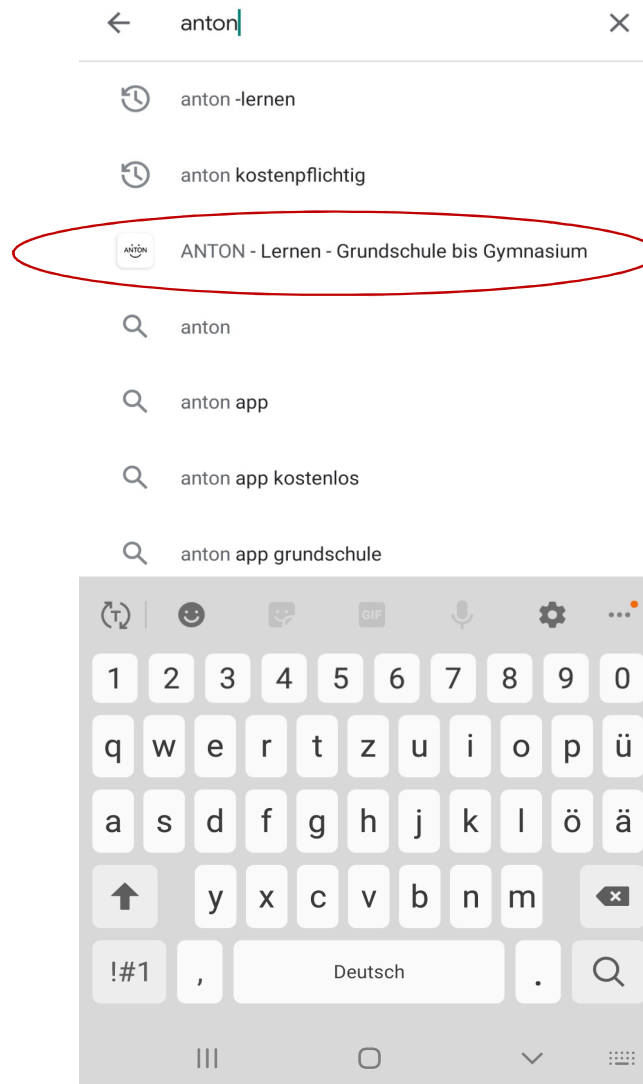 anton
anton -lernen
anton kostenpflichtig
ANTON
ANTON - Lernen - Grundschule bis Gymnasium
anton
anton app
anton app kostenlos
anton app grundschule
T GIF
1 2 3 4 5 6 7 8 9 0
q w e r t z u i o p ü
a s d f g h j k l ö ä
y x c v b n m
!#1 , Deutsch .